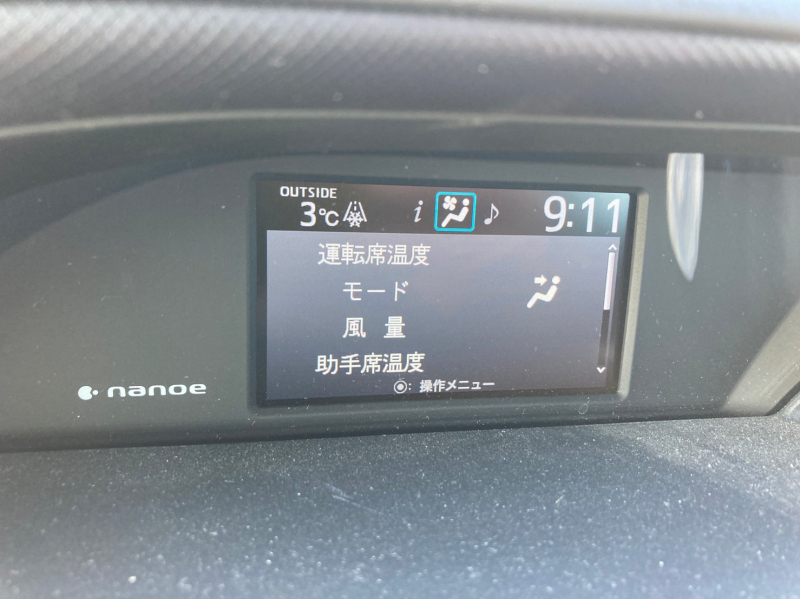 OUTSIDE
3℃ i ♪ 9:11
運転席温度
モード
風量
助手席温度
◉: 操作メニュー
nanoe